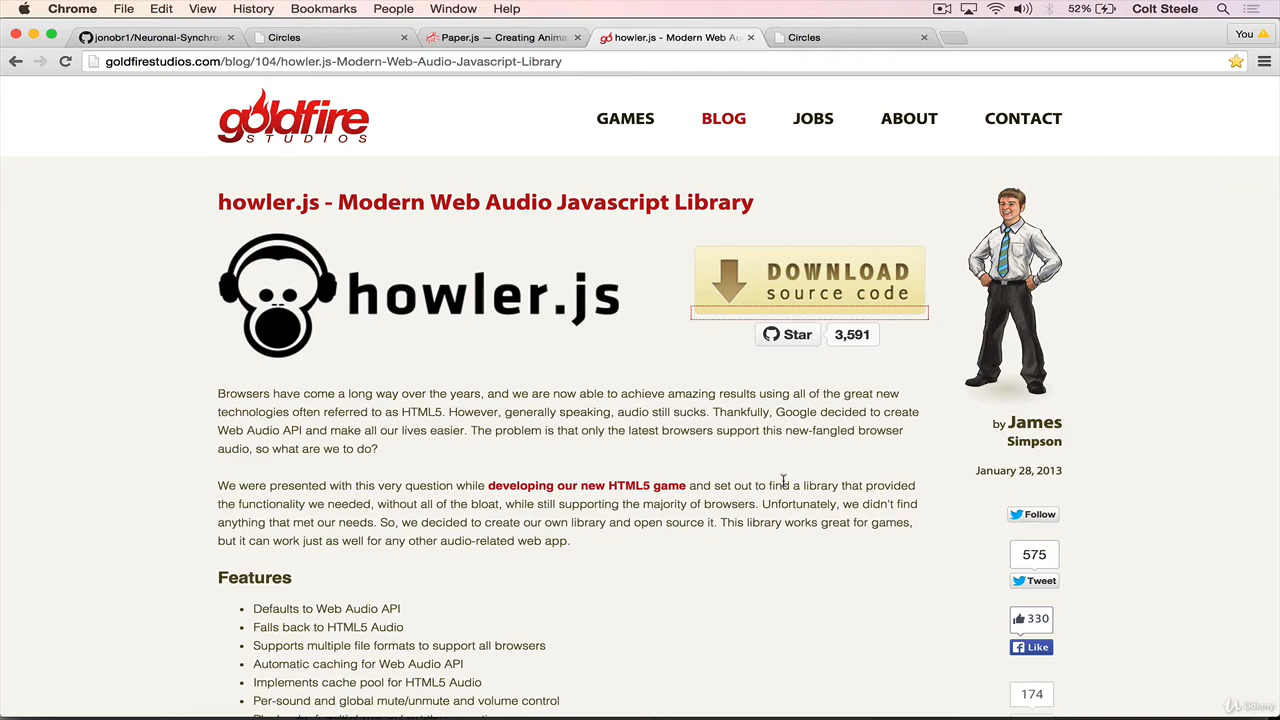 Chrome File Edit View History Bookmarks People Window Help 52% Colt Steele
jonobr1/Neuronal-Synchro Circles Paper.js — Creating Anima howler.js - Modern Web Au Circles You
goldfirestudios.com/blog/104/howler.js-Modern-Web-Audio-Javascript-Library
goldfire
STUDIOS
GAMES BLOG JOBS ABOUT CONTACT
howler.js - Modern Web Audio Javascript Library
howler.js
DOWNLOAD
source code
Star 3,591
Browsers have come a long way over the years, and we are now able to achieve amazing results using all of the great new
technologies often referred to as HTML5. However, generally speaking, audio still sucks. Thankfully, Google decided to create
Web Audio API and make all our lives easier. The problem is that only the latest browsers support this new-fangled browser
audio, so what are we to do?
We were presented with this very question while developing our new HTML5 game and set out to find a library that provided
the functionality we needed, without all of the bloat, while still supporting the majority of browsers. Unfortunately, we didn't find
anything that met our needs. So, we decided to create our own library and open source it. This library works great for games,
but it can work just as well for any other audio-related web app.
Features
• Defaults to Web Audio API
• Falls back to HTML5 Audio
• Supports multiple file formats to support all browsers
• Automatic caching for Web Audio API
• Implements cache pool for HTML5 Audio
• Per-sound and global mute/unmute and volume control
by James
Simpson
January 28, 2013
Follow
575
Tweet
330
Like
174
Udemy